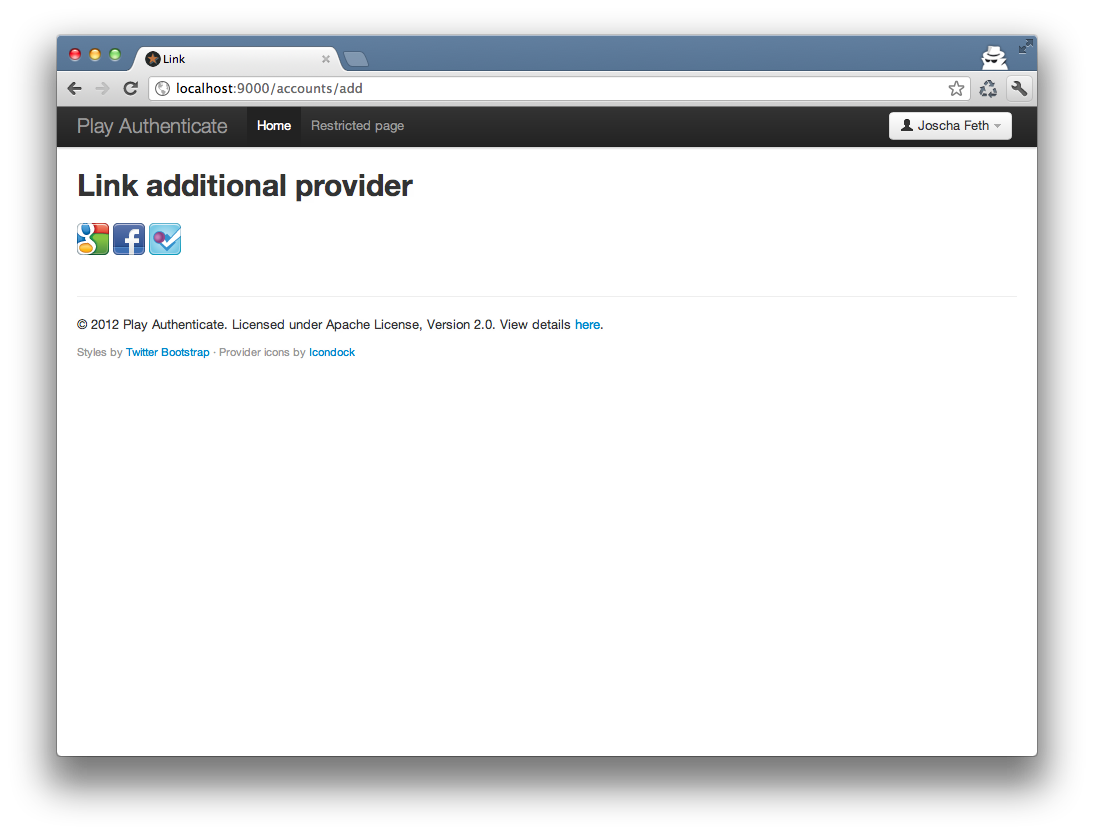 Link
localhost:9000/accounts/add
Play Authenticate Home Restricted page Joscha Feth
Link additional provider
© 2012 Play Authenticate. Licensed under Apache License, Version 2.0. View details here.
Styles by Twitter Bootstrap · Provider icons by Icondock